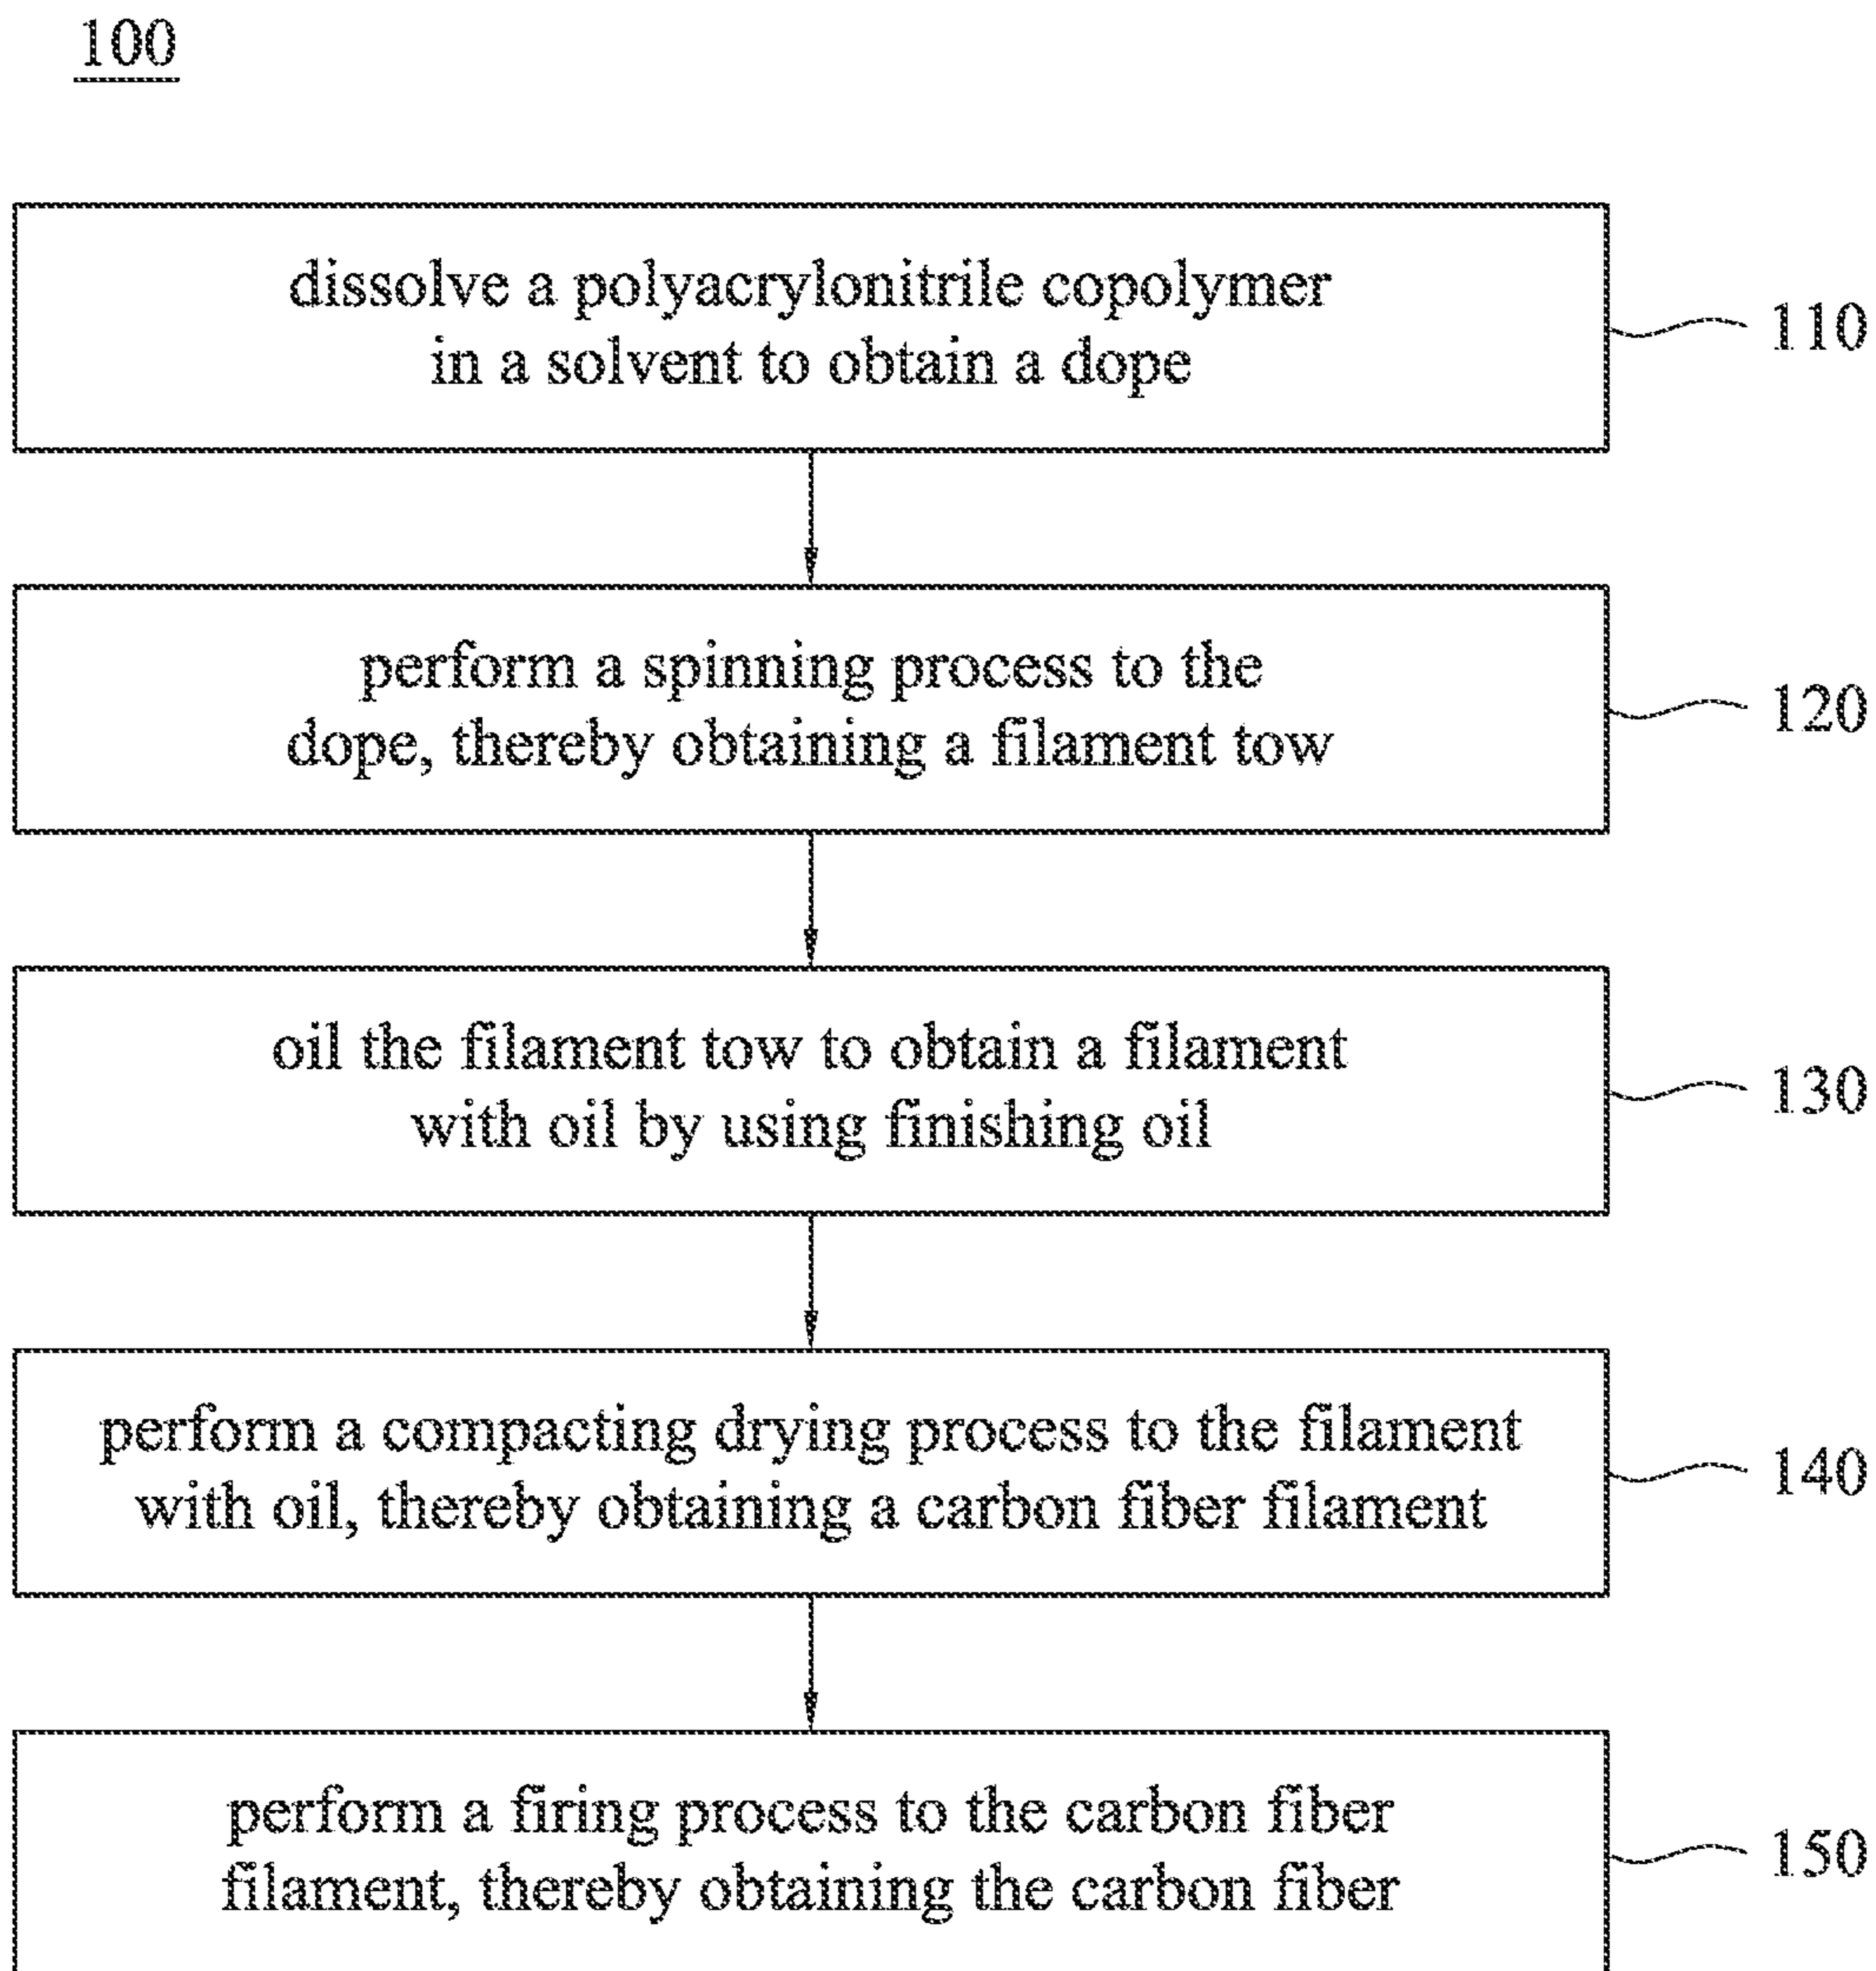 100
dissolve a polyacrylonitrile copolymer
in a solvent to obtain a dope
110
perform a spinning process to the
dope, thereby obtaining a filament tow
120
oil the filament tow to obtain a filament
with oil by using finishing oil
130
perform a compacting drying process to the filament
with oil, thereby obtaining a carbon fiber filament
140
perform a firing process to the carbon fiber
filament, thereby obtaining the carbon fiber
150